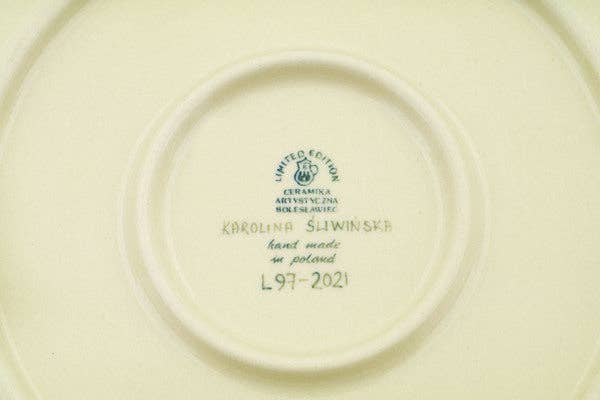 LIMITED EDITION
CERAMIKA
ARTYSTYCZNA
BOLESŁAWIEC
KAROLINA ŚLIWIŃSKA
hand made
in poland
L97-2021